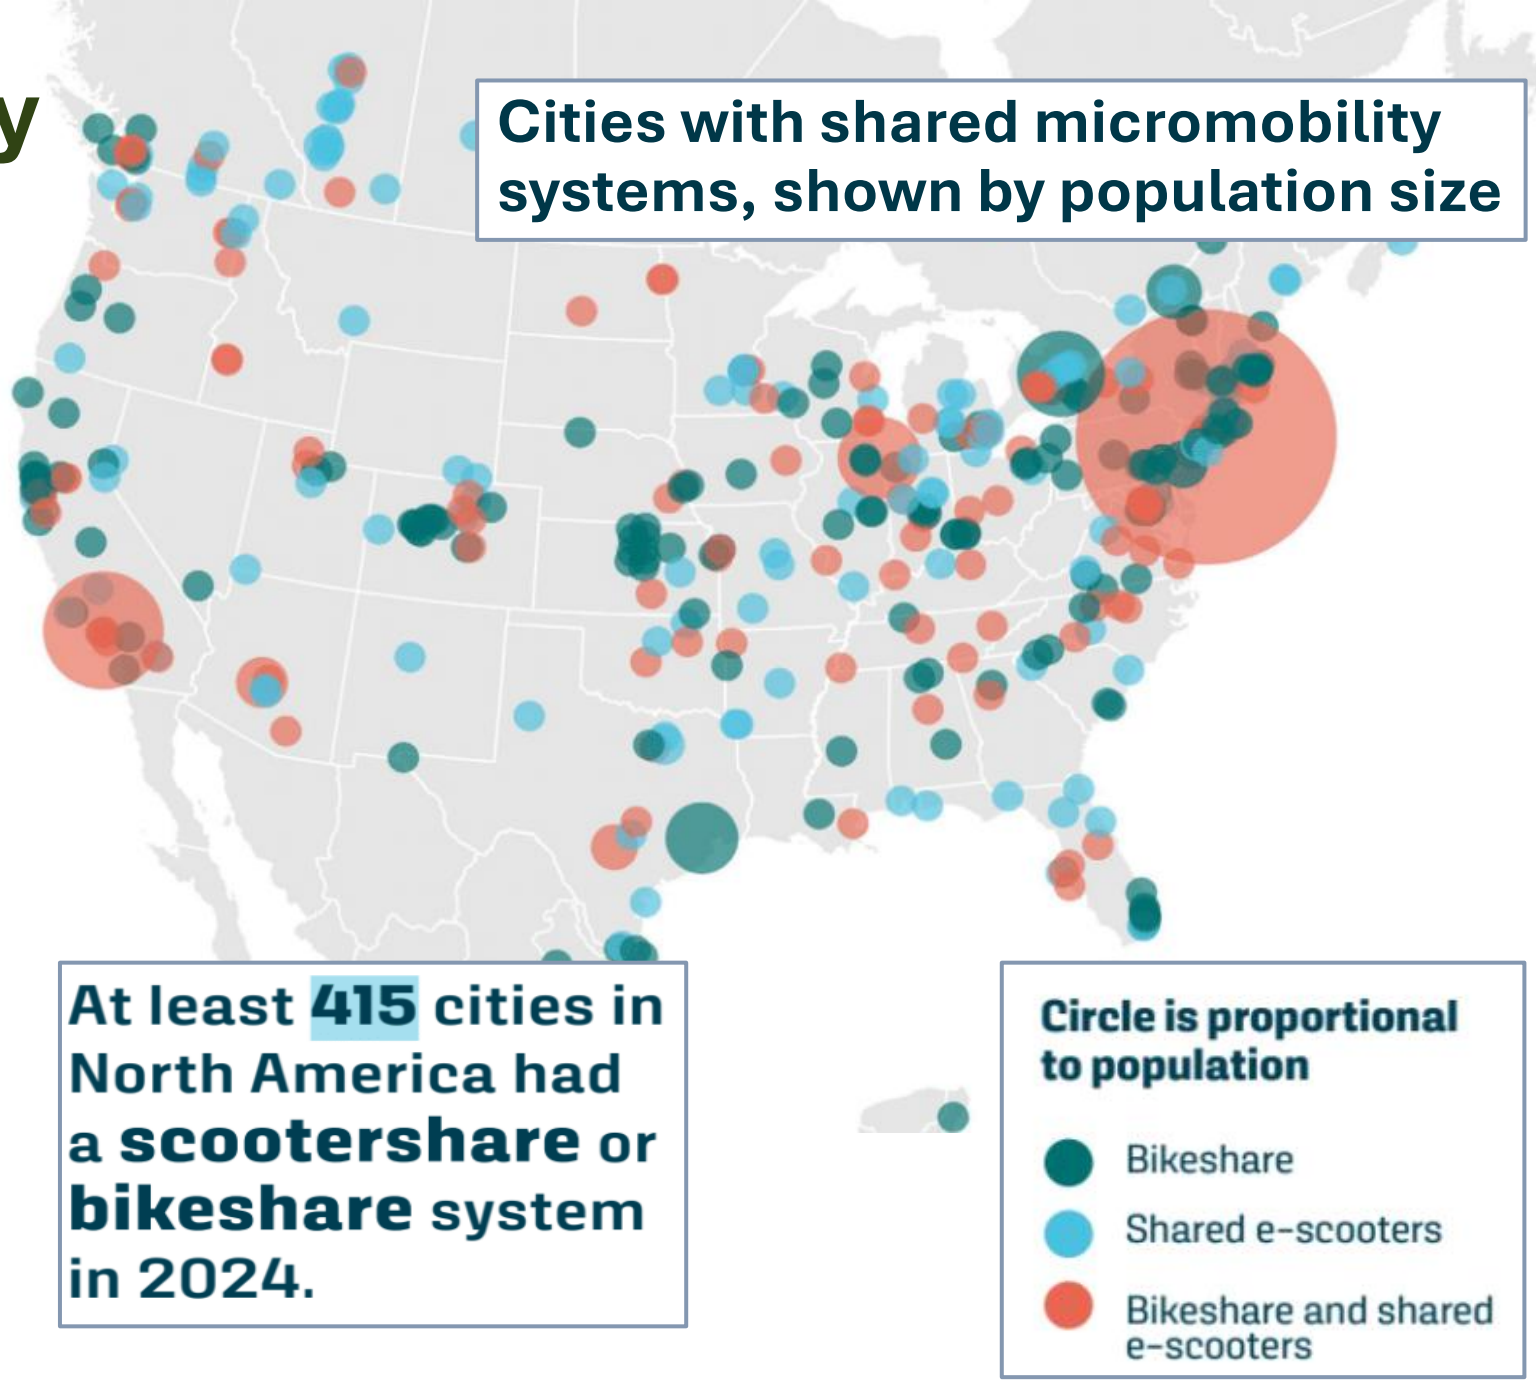 y
Cities with shared micromobility
systems, shown by population size
At least 415 cities in
North America had
a scootershare or
bikeshare system
in 2024.
Circle is proportional
to population
Bikeshare
Shared e-scooters
Bikeshare and shared
e-scooters